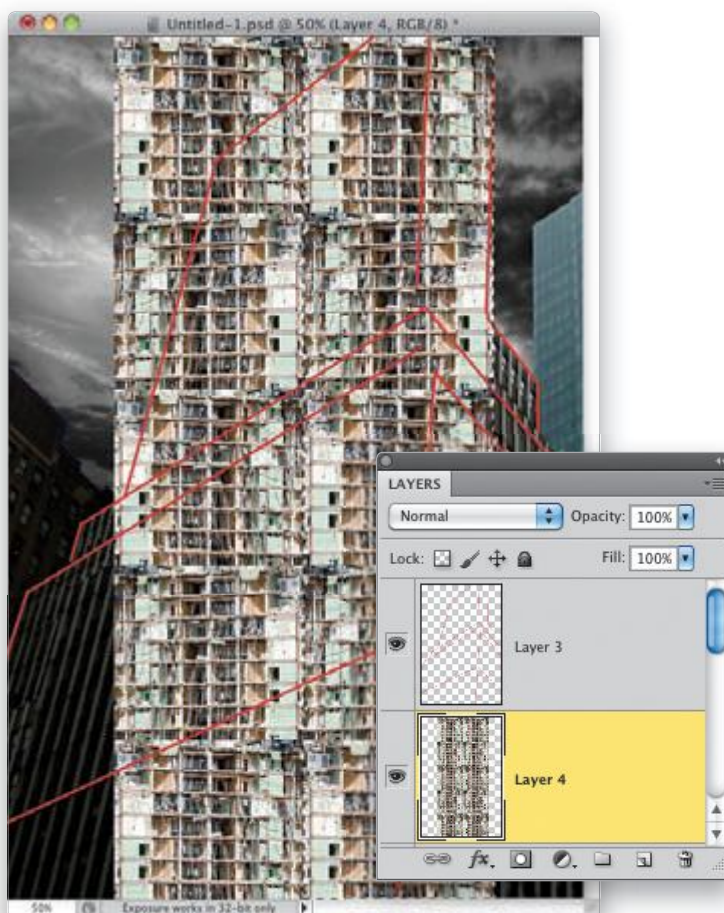 Untitled-1.psd @ 50% (Layer 4, RGB/8) *
LAYERS
Normal Opacity: 100%
Lock: Fill: 100%
Layer 3
Layer 4
fx.
50% Exposure works in 32-bit only